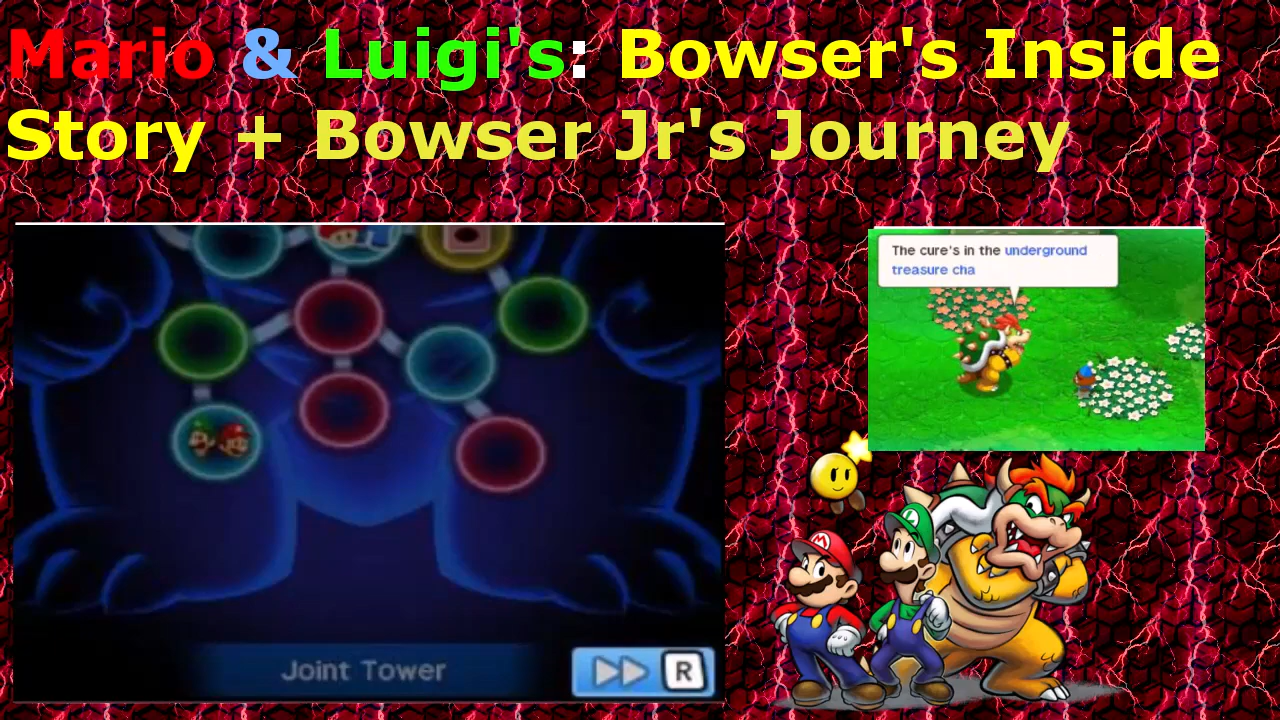 Mario & Luigi's: Bowser's Inside
Story + Bowser Jr's Journey
The cure's in the underground
treasure cha
Joint Tower
R
M
L